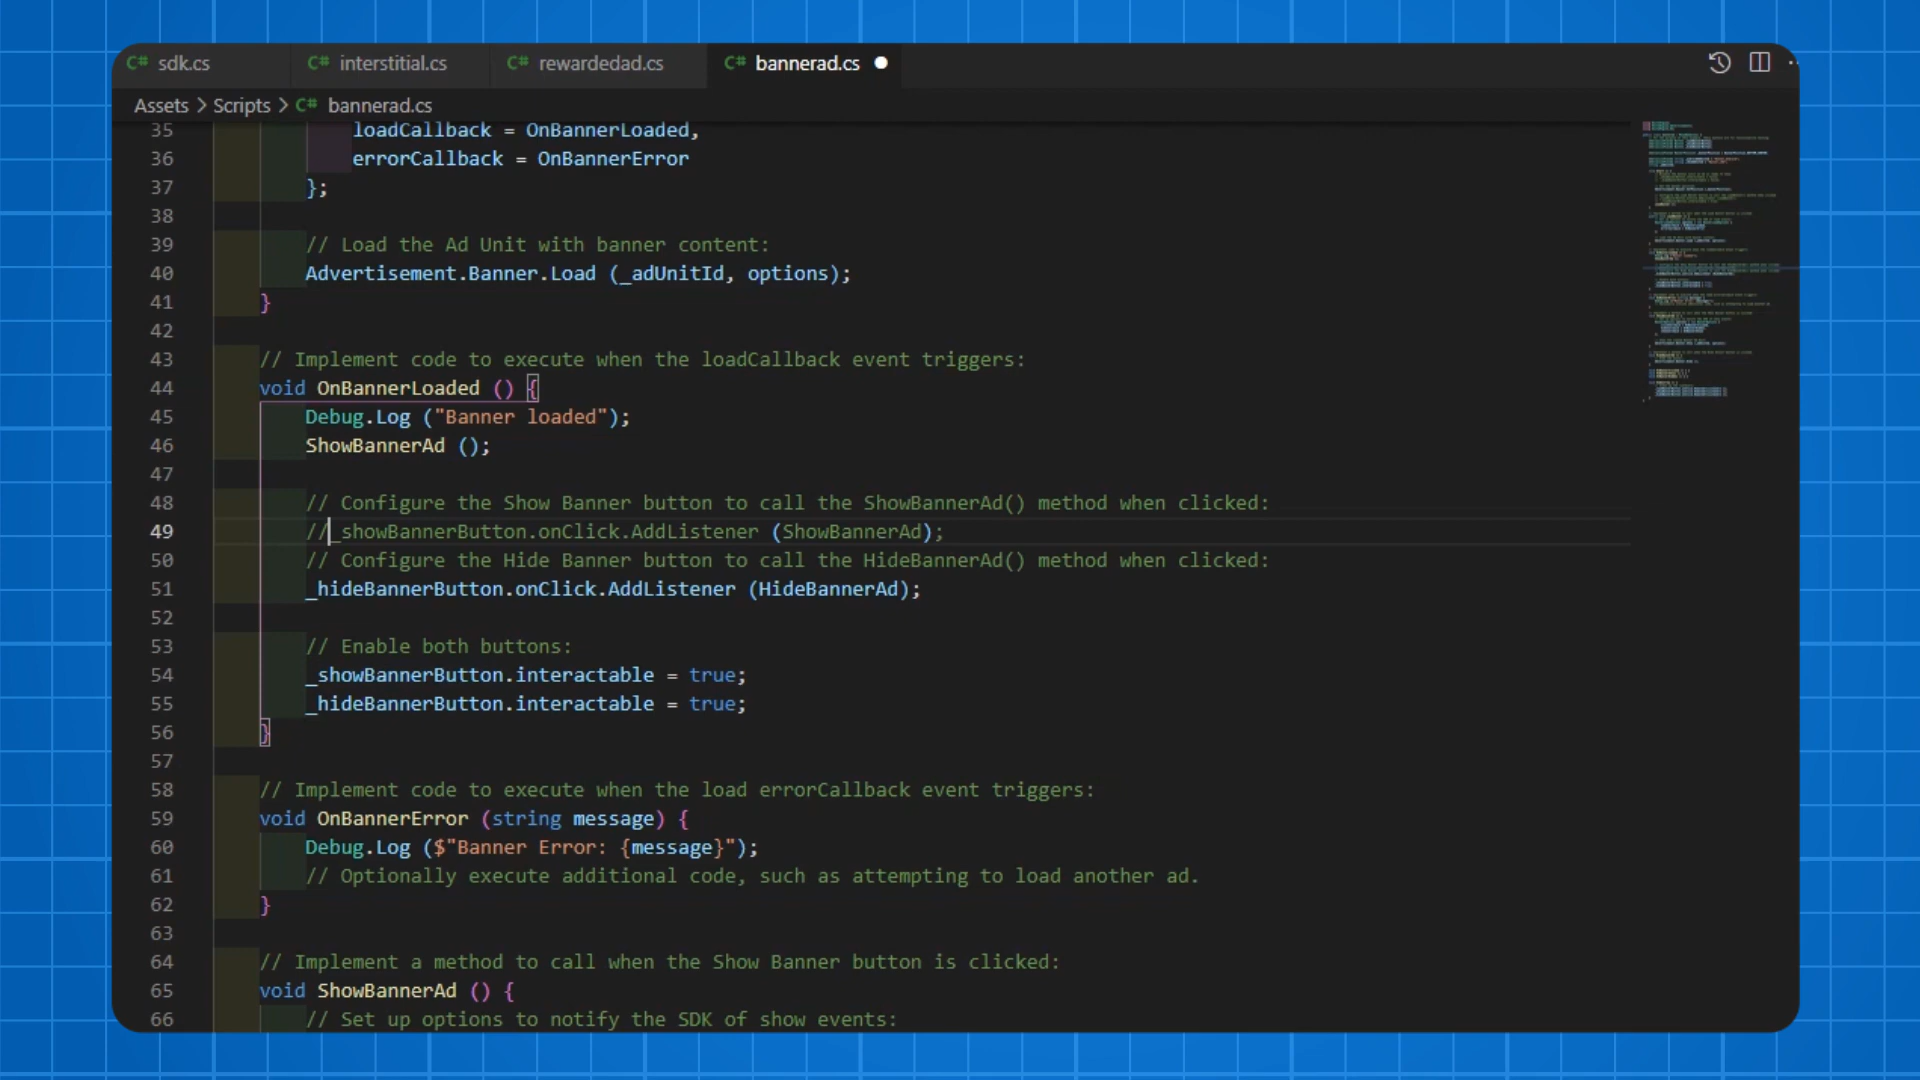 C# sdk.cs C# interstitial.cs C# rewardedad.cs C# bannerad.cs
Assets > Scripts > C# bannerad.cs
35 loadCallback = OnBannerLoaded,
36 errorCallback = OnBannerError
37 };
38
39 // Load the Ad Unit with banner content:
40 Advertisement.Banner.Load (_adUnitId, options);
41 }
42
43 // Implement code to execute when the loadCallback event triggers:
44 void OnBannerLoaded () {
45 Debug.Log ("Banner loaded");
46 ShowBannerAd ();
47
48 // Configure the Show Banner button to call the ShowBannerAd() method when clicked:
49 //_showBannerButton.onClick.AddListener (ShowBannerAd);
50 // Configure the Hide Banner button to call the HideBannerAd() method when clicked:
51 _hideBannerButton.onClick.AddListener (HideBannerAd);
52
53 // Enable both buttons:
54 _showBannerButton.interactable = true;
55 _hideBannerButton.interactable = true;
56 }
57
58 // Implement code to execute when the load errorCallback event triggers:
59 void OnBannerError (string message) {
60 Debug.Log ($"Banner Error: {message}");
61 // Optionally execute additional code, such as attempting to load another ad.
62 }
63
64 // Implement a method to call when the Show Banner button is clicked:
65 void ShowBannerAd () {
66 // Set up options to notify the SDK of show events: